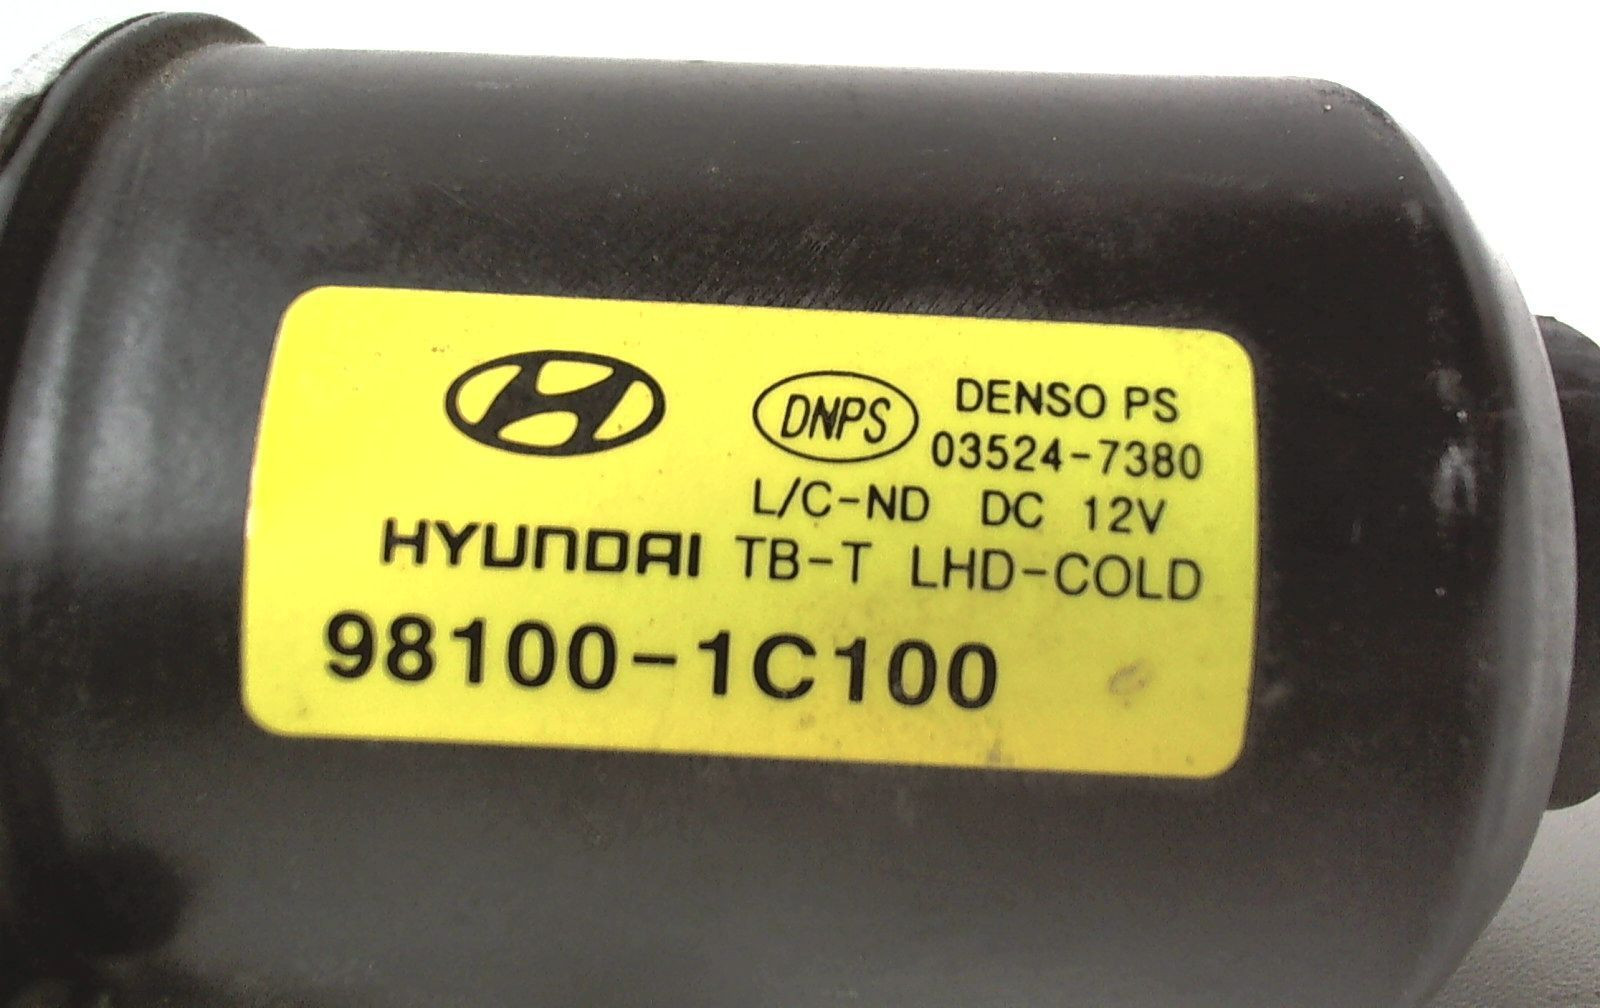 DNPS DENSO PS
03524-7380
L/C-ND DC 12V
HYUNDAI TB-T LHD-COLD
98100-1C100